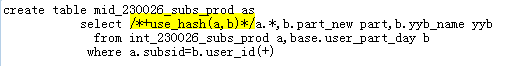 create table mid_230026_subs_prod as
select /*+use_hash(a,b)*/a.*,b.part_new part,b.yyb_name yyb
from int_230026_subs_prod a,base.user_part_day b
where a.subsid=b.user_id(+)